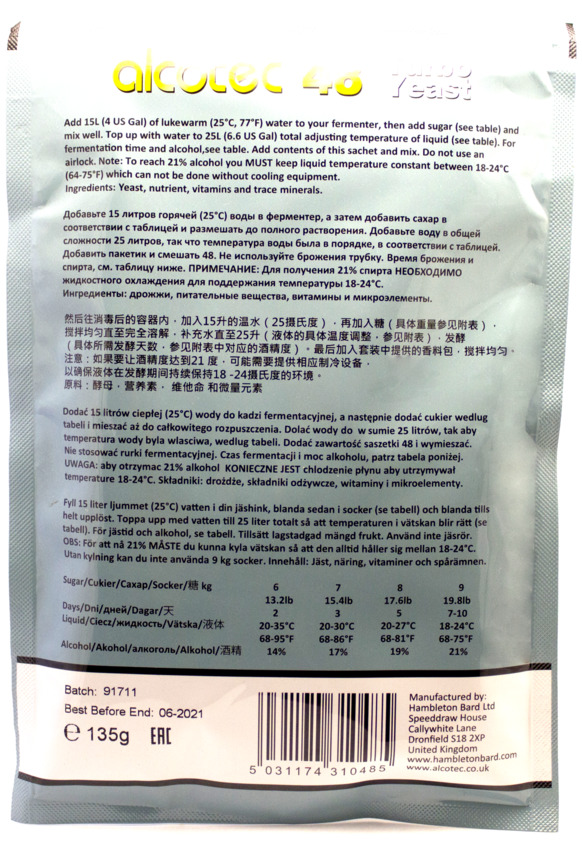 alcotec 48 Turbo
Yeast
Add 15L (4 US Gal) of lukewarm (25°C, 77°F) water to your fermenter, then add sugar (see table) and
mix well. Top up with water to 25L (6.6 US Gal) total adjusting temperature of liquid (see table). For
fermentation time and alcohol,see table. Add contents of this sachet and mix. Do not use an
airlock. Note: To reach 21% alcohol you MUST keep liquid temperature constant between 18-24°C
(64-75°F) which can not be done without cooling equipment.
Ingredients: Yeast, nutrient, vitamins and trace minerals.
Добавьте 15 литров горячей (25°C) воды в ферментер, а затем добавить сахар в
соответствии с таблицей и размешать до полного растворения. Добавьте воду в общей
сложности 25 литров, так что температура воды была в порядке, в соответствии с таблицей.
Добавить пакетик и смешать 48. Не используйте брожения трубку. Время брожения и
спирта, см. таблицу ниже. ПРИМЕЧАНИЕ: Для получения 21% спирта НЕОБХОДИМО
жидкостного охлаждения для поддержания температуры 18-24°C.
Ингредиенты: дрожжи, питательные вещества, витамины и микроэлементы.
然后往消毒后的容器内，加入15升的温水（25摄氏度），再加入糖（具体重量参见附表），
搅拌均匀直至完全溶解，补充水直至25升（液体的具体温度调整，参见附表），发酵
（具体所需发酵天数，参见附表中对应的酒精度）。最后加入套装中提供的香料包，搅拌均匀。
注意：如果要让酒精度达到21 度，可能需要提供相应制冷设备，
以确保液体在发酵期间持续保持18 -24摄氏度的环境。
原料：酵母，营养素， 维他命 和微量元素
Dodać 15 litrów ciepłej (25°C) wody do kadzi fermentacyjnej, a następnie dodać cukier wedlug
tabeli i mieszać aż do całkowitego rozpuszczenia. Dolać wody do w sumie 25 litrów, tak aby
temperatura wody byla wlasciwa, wedlug tabeli. Dodać zawartość saszetki 48 i wymieszać.
Nie stosować rurki fermentacyjnej. Czas fermentacji i moc alkoholu, patrz tabela poniżej.
UWAGA: aby otrzymac 21% alkohol KONIECZNE JEST chlodzenie płynu aby utrzymywał
temperature 18-24°C. Składniki: drożdże, składniki odżywcze, witaminy i mikroelementy.
Fyll 15 liter ljummet (25°C) vatten i din jäshink, blanda sedan i socker (se tabell) och blanda tills
helt upplöst. Toppa upp med vatten till 25 liter totalt så att temperaturen i vätskan blir rätt (se
tabell). För jästid och alkohol, se tabell. Tillsätt lagstadgad mängd frukt. Använd inte jäsrör.
OBS: För att nå 21% MÅSTE du kunna kyla vätskan så att den alltid håller sig mellan 18-24°C.
Utan kylning kan du inte använda 9 kg socker. Innehåll: Jäst, näring, vitaminer och spårämnen.
Sugar/Cukier/Сахар/Socker/糖 kg 6 7 8 9
13.2lb 15.4lb 17.6lb 19.8lb
Days/Dni/дней/Dagar/天 2 3 5 7-10
Liquid/Ciecz/жидкость/Vätska/液体 20-35°C 20-30°C 20-27°C 18-24°C
68-95°F 68-86°F 68-81°F 68-75°F
Alcohol/Akohol/алкоголь/Alkohol/酒精 14% 17% 19% 21%
Batch: 91711
Best Before End: 06-2021
℮ 135g EAC
5 031174 310485
Manufactured by:
Hambleton Bard Ltd
Speeddraw House
Callywhite Lane
Dronfield S18 2XP
United Kingdom
www.hambletonbard.com
www.alcotec.co.uk